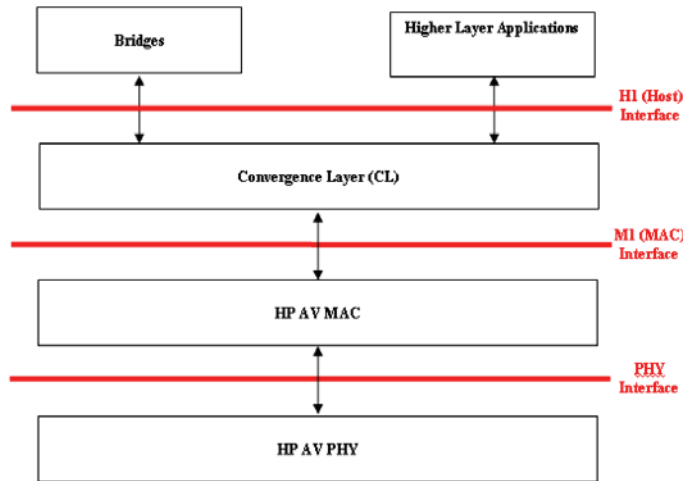 Bridges
Higher Layer Applications
H1 (Host)
Interface
Convergence Layer (CL)
M1 (MAC)
Interface
HP AV MAC
PHY
Interface
HP AV PHY